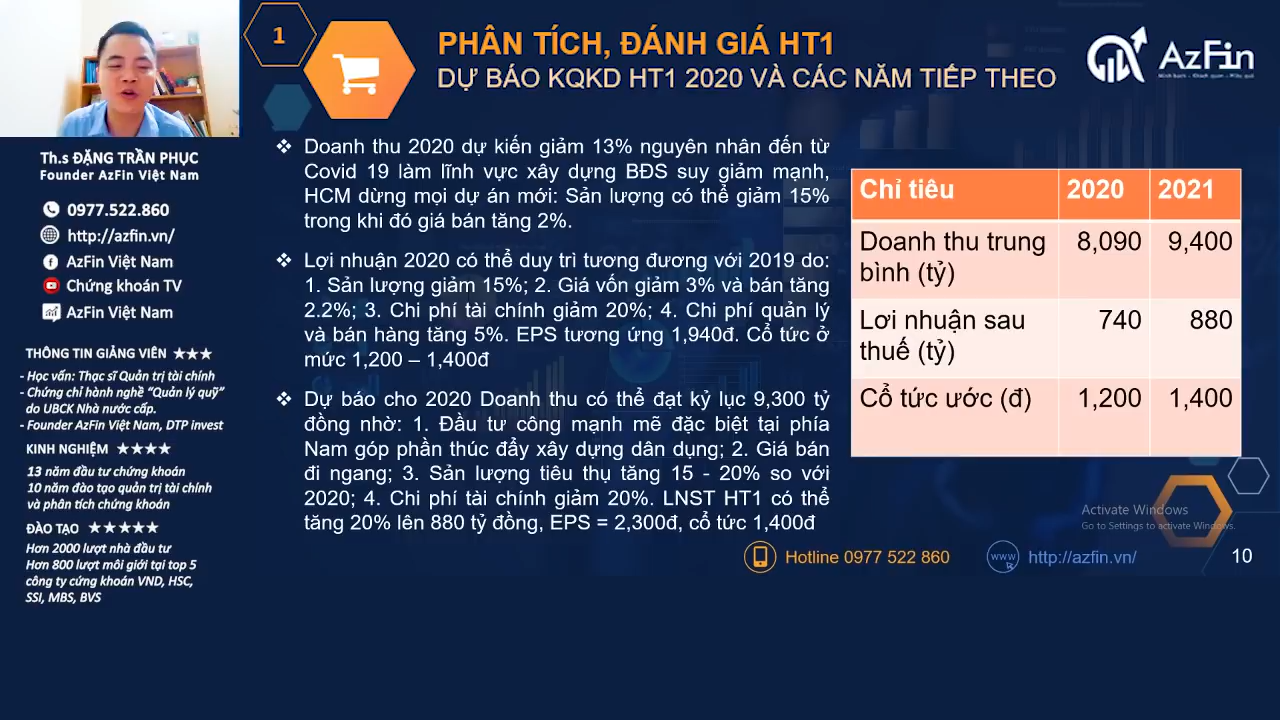 1
PHÂN TÍCH, ĐÁNH GIÁ HT1
DỰ BÁO KQKD HT1 2020 VÀ CÁC NĂM TIẾP THEO
AzFin
Th.s ĐẶNG TRẦN PHỤC
Founder AzFin Việt Nam
0977.522.860
http://azfin.vn/
AzFin Việt Nam
Chứng khoán TV
AzFin Việt Nam
THÔNG TIN GIẢNG VIÊN ★★★
- Học vấn: Thạc sĩ Quản trị tài chính
- Chứng chỉ hành nghề “Quản lý quỹ”
do UBCK Nhà nước cấp.
- Founder AzFin Việt Nam, DTP invest
KINH NGHIỆM ★★★★
13 năm đầu tư chứng khoán
10 năm đào tạo quản trị tài chính
và phân tích chứng khoán
ĐÀO TẠO ★★★★★
Hơn 2000 lượt nhà đầu tư
Hơn 800 lượt môi giới tại top 5
công ty cứng khoán VND, HSC,
SSI, MBS, BVS
❖ Doanh thu 2020 dự kiến giảm 13% nguyên nhân đến từ
Covid 19 làm lĩnh vực xây dựng BĐS suy giảm mạnh,
HCM dừng mọi dự án mới: Sản lượng có thể giảm 15%
trong khi đó giá bán tăng 2%.
❖ Lợi nhuận 2020 có thể duy trì tương đương với 2019 do:
1. Sản lượng giảm 15%; 2. Giá vốn giảm 3% và bán tăng
2.2%; 3. Chi phí tài chính giảm 20%; 4. Chi phí quản lý
và bán hàng tăng 5%. EPS tương ứng 1,940đ. Cổ tức ở
mức 1,200 – 1,400đ
❖ Dự báo cho 2020 Doanh thu có thể đạt kỷ lục 9,300 tỷ
đồng nhờ: 1. Đầu tư công mạnh mẽ đặc biệt tại phía
Nam góp phần thúc đẩy xây dựng dân dụng; 2. Giá bán
đi ngang; 3. Sản lượng tiêu thụ tăng 15 - 20% so với
2020; 4. Chi phí tài chính giảm 20%. LNST HT1 có thể
tăng 20% lên 880 tỷ đồng, EPS = 2,300đ, cổ tức 1,400đ
Chỉ tiêu 2020 2021
Doanh thu trung 8,090 9,400
bình (tỷ)
Lơi nhuận sau 740 880
thuế (tỷ)
Cổ tức ước (đ) 1,200 1,400
Activate Windows
Go to Settings to activate Windows.
Hotline 0977 522 860
www
http://azfin.vn/
10